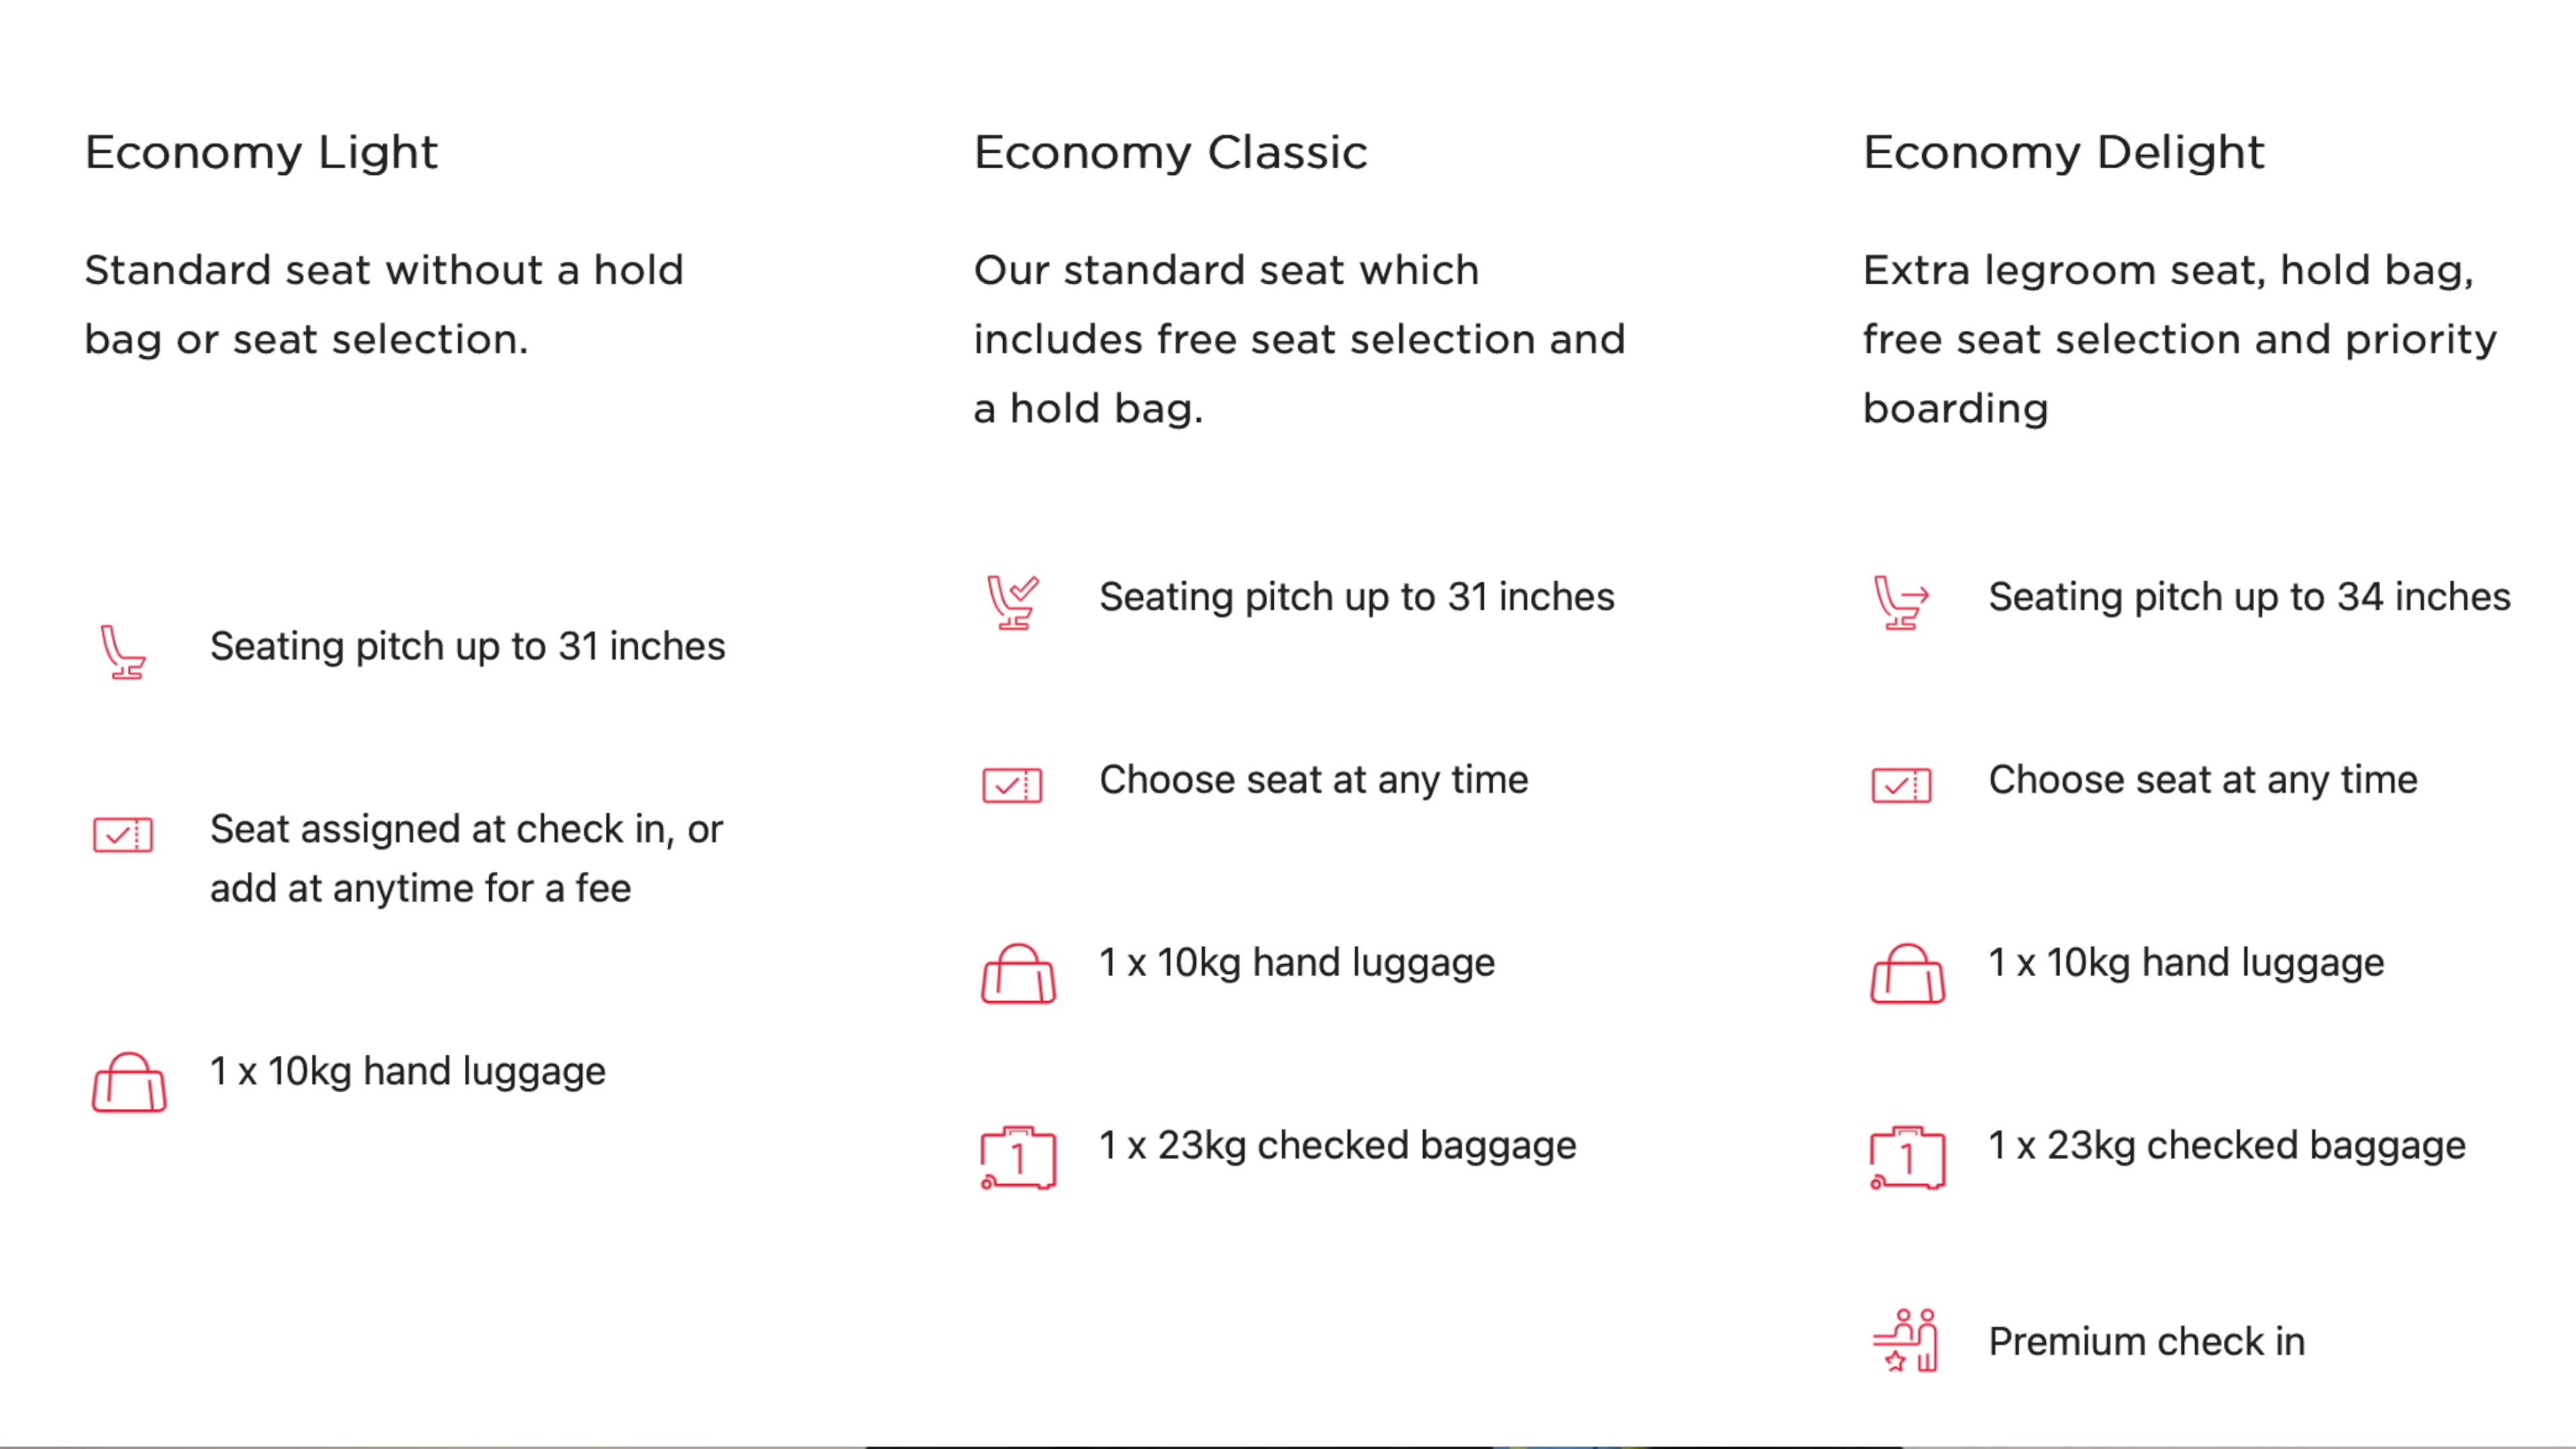 Economy Light
Standard seat without a hold
bag or seat selection.
Seating pitch up to 31 inches
Seat assigned at check in, or
add at anytime for a fee
1 x 10kg hand luggage
Economy Classic
Our standard seat which
includes free seat selection and
a hold bag.
Seating pitch up to 31 inches
Choose seat at any time
1 x 10kg hand luggage
1
1 x 23kg checked baggage
Economy Delight
Extra legroom seat, hold bag,
free seat selection and priority
boarding
Seating pitch up to 34 inches
Choose seat at any time
1 x 10kg hand luggage
1
1 x 23kg checked baggage
Premium check in